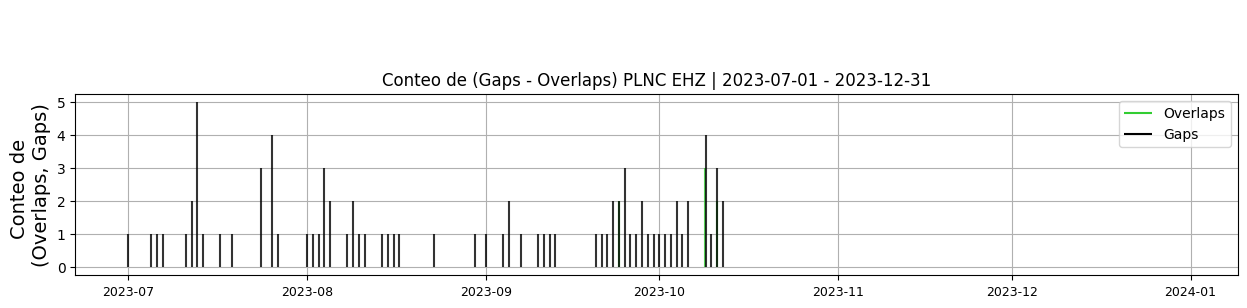 Conteo de (Gaps - Overlaps) PLNC EHZ | 2023-07-01 - 2023-12-31
Conteo de
(Overlaps, Gaps)
5
4
3
2
1
0
Overlaps
Gaps
2023-07
2023-08
2023-09
2023-10
2023-11
2023-12
2024-01